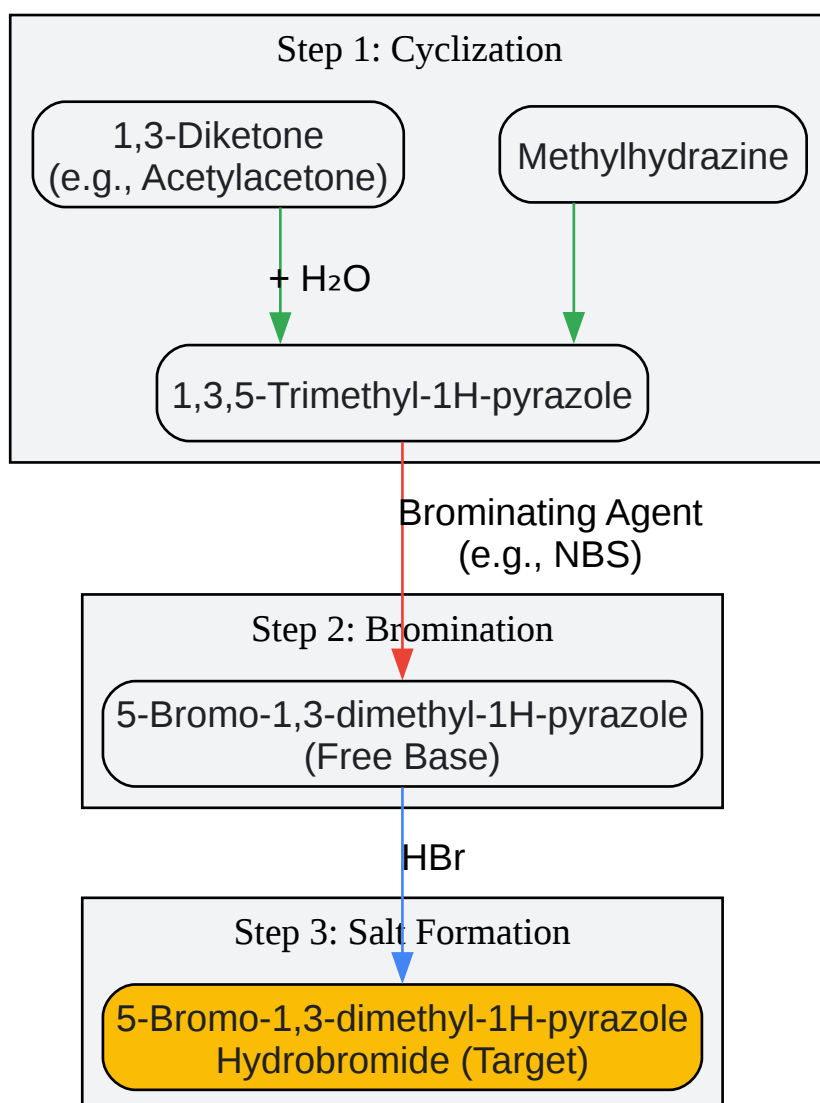 Step 1: Cyclization
1,3-Diketone
(e.g., Acetylacetone)
Methylhydrazine
+ H₂O
1,3,5-Trimethyl-1H-pyrazole
Brominating Agent
(e.g., NBS)
Step 2: Bromination
5-Bromo-1,3-dimethyl-1H-pyrazole
(Free Base)
HBr
Step 3: Salt Formation
5-Bromo-1,3-dimethyl-1H-pyrazole
Hydrobromide (Target)